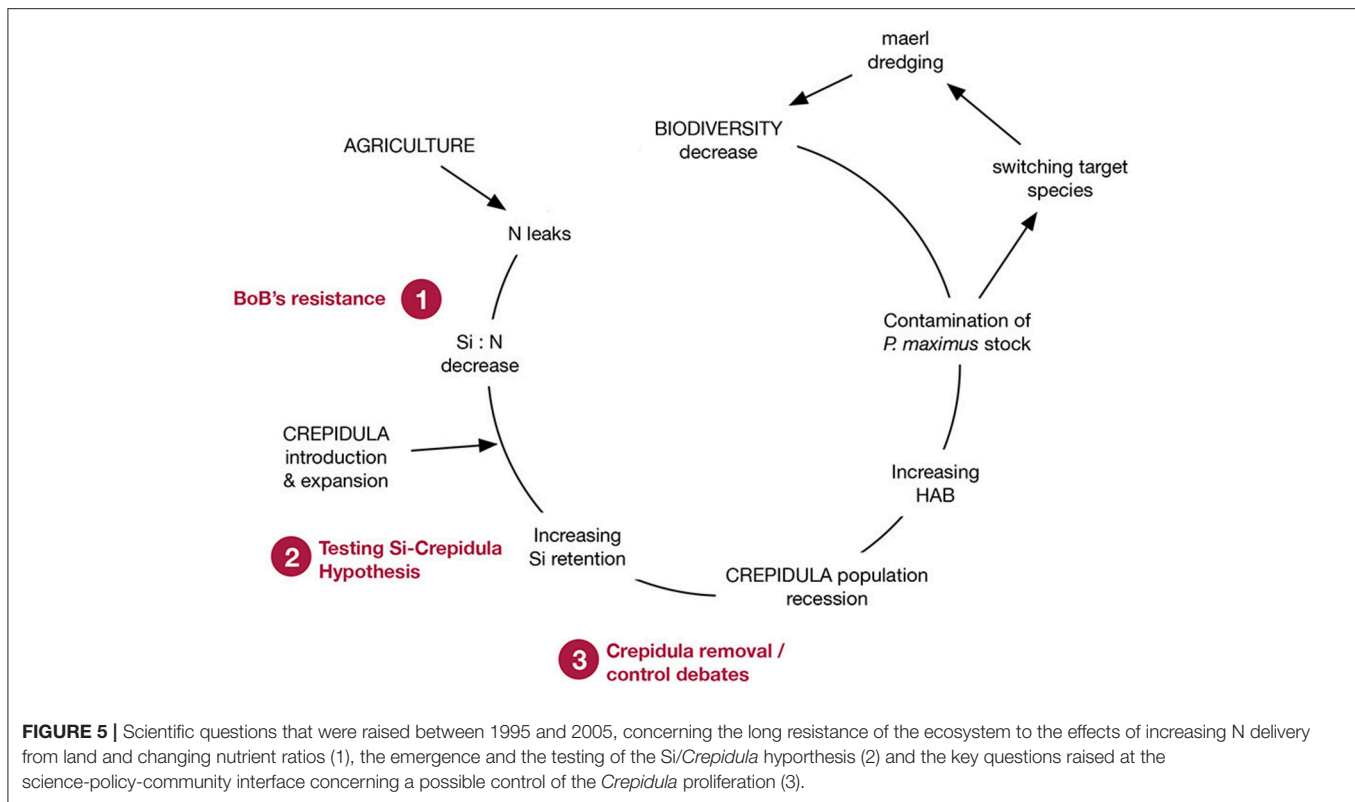 maerl
dredging
BIODIVERSITY
decrease
AGRICULTURE
switching target
species
N leaks
BoB's resistance 1
Contamination of
P. maximus stock
Si : N
decrease
CREPIDULA
introduction
& expansion
Increasing
HAB
2 Testing Si-Crepidula
Hypothesis
Increasing
Si retention
CREPIDULA population
recession
3 Crepidula removal /
control debates
FIGURE 5 | Scientific questions that were raised between 1995 and 2005, concerning the long resistance of the ecosystem to the effects of increasing N delivery
from land and changing nutrient ratios (1), the emergence and the testing of the Si/Crepidula hyporthesis (2) and the key questions raised at the
science-policy-community interface concerning a possible control of the Crepidula proliferation (3).